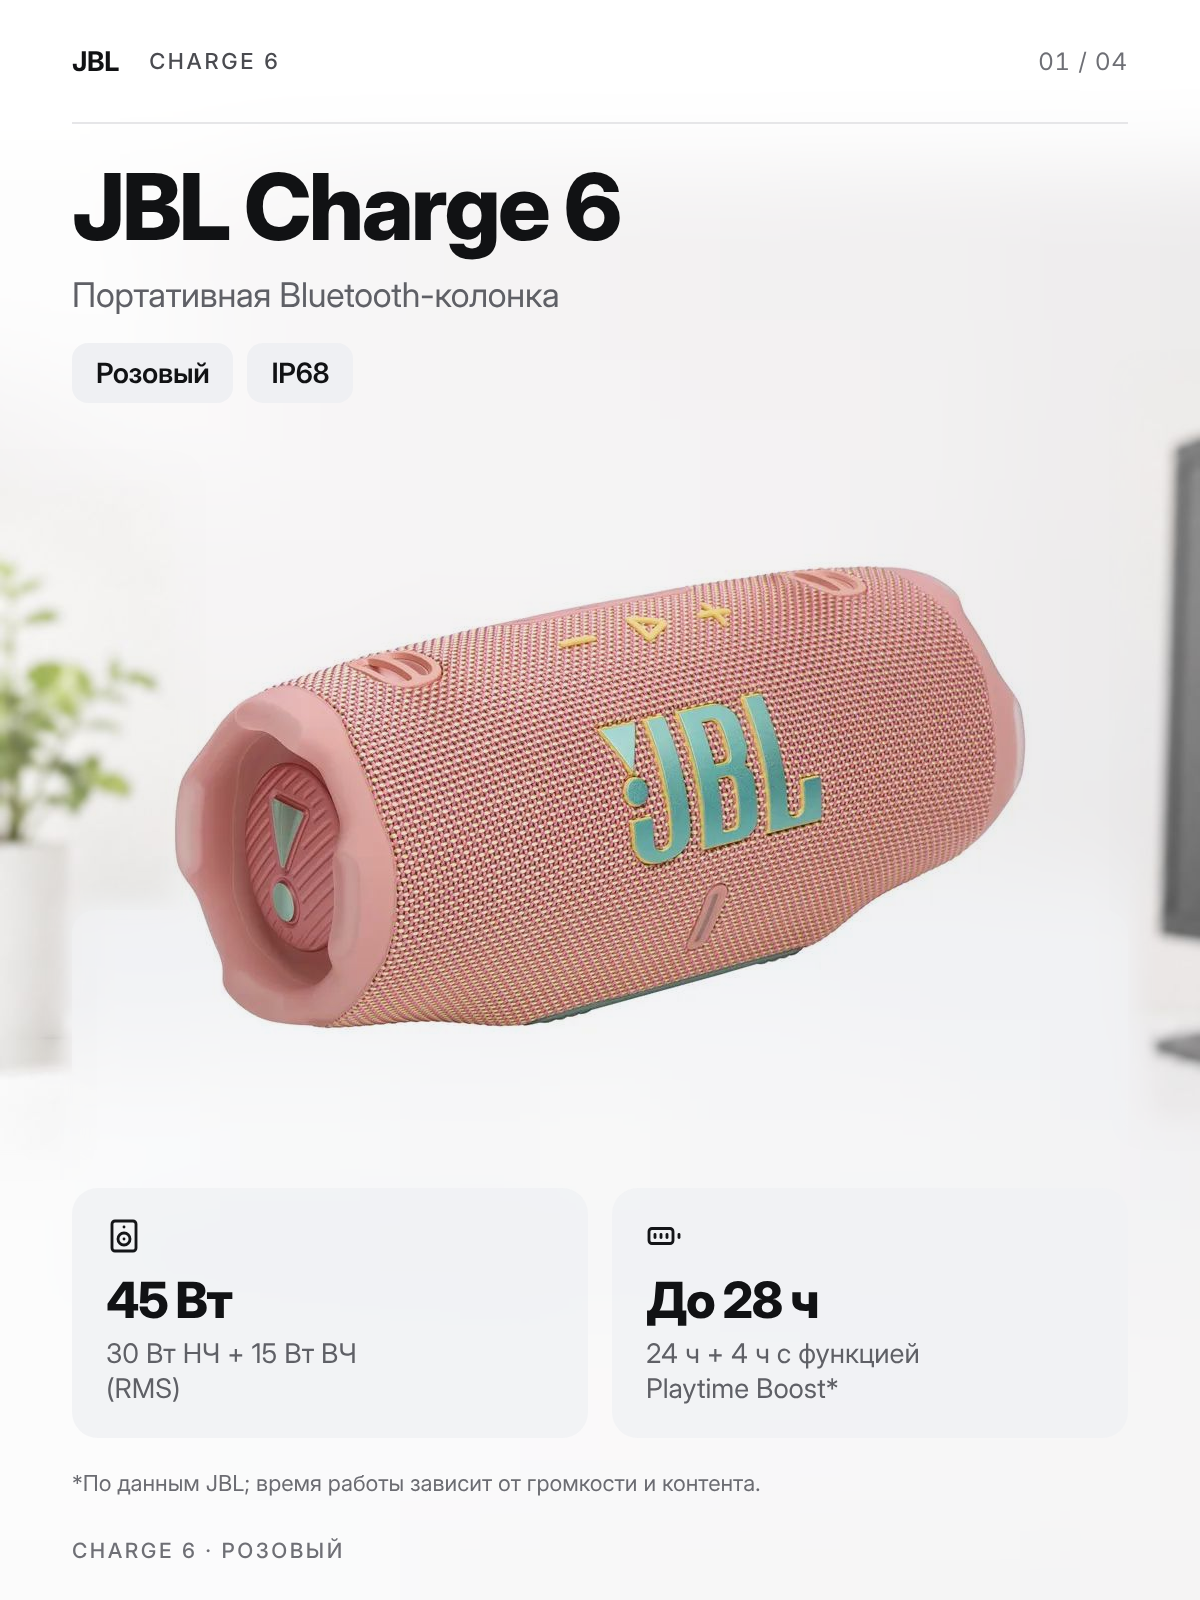 JBL CHARGE 6 01 / 04
JBL Charge 6
Портативная Bluetooth-колонка
Розовый IP68
JBL
45 Вт
30 Вт НЧ + 15 Вт ВЧ
(RMS)
До 28 ч
24 ч + 4 ч с функцией
Playtime Boost*
*По данным JBL; время работы зависит от громкости и контента.
CHARGE 6 · РОЗОВЫЙ